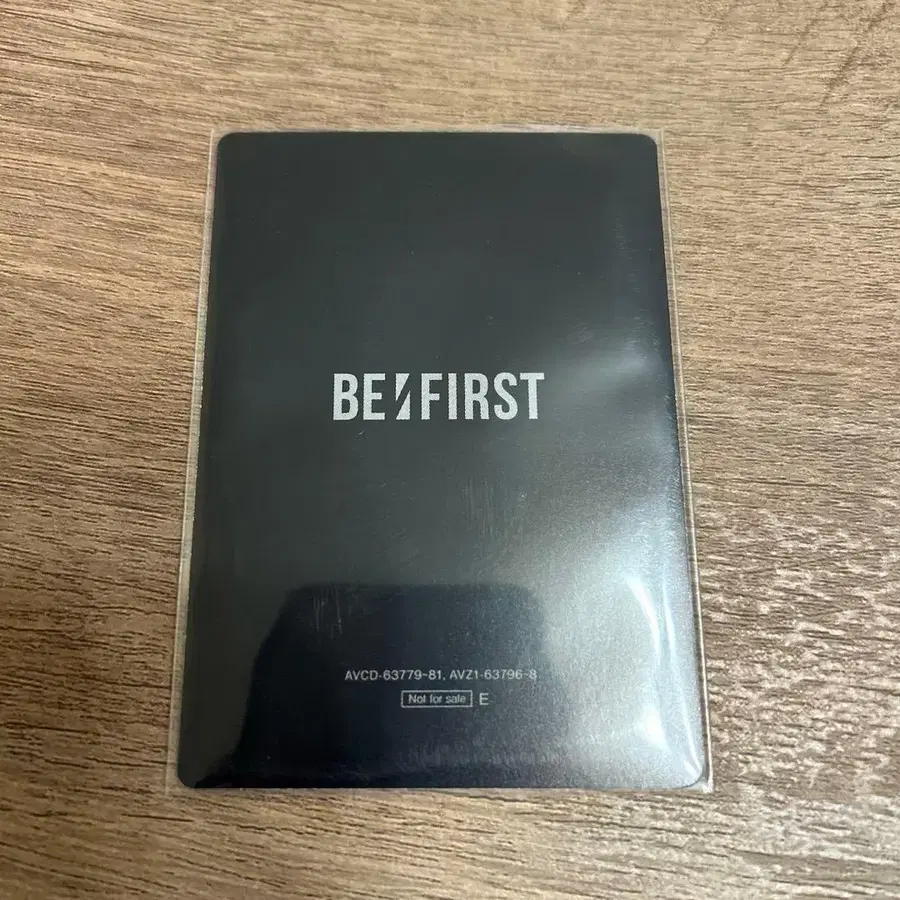 BE:FIRST
AVCD-63779~81, AVZ1-63796~8
Not for sale E